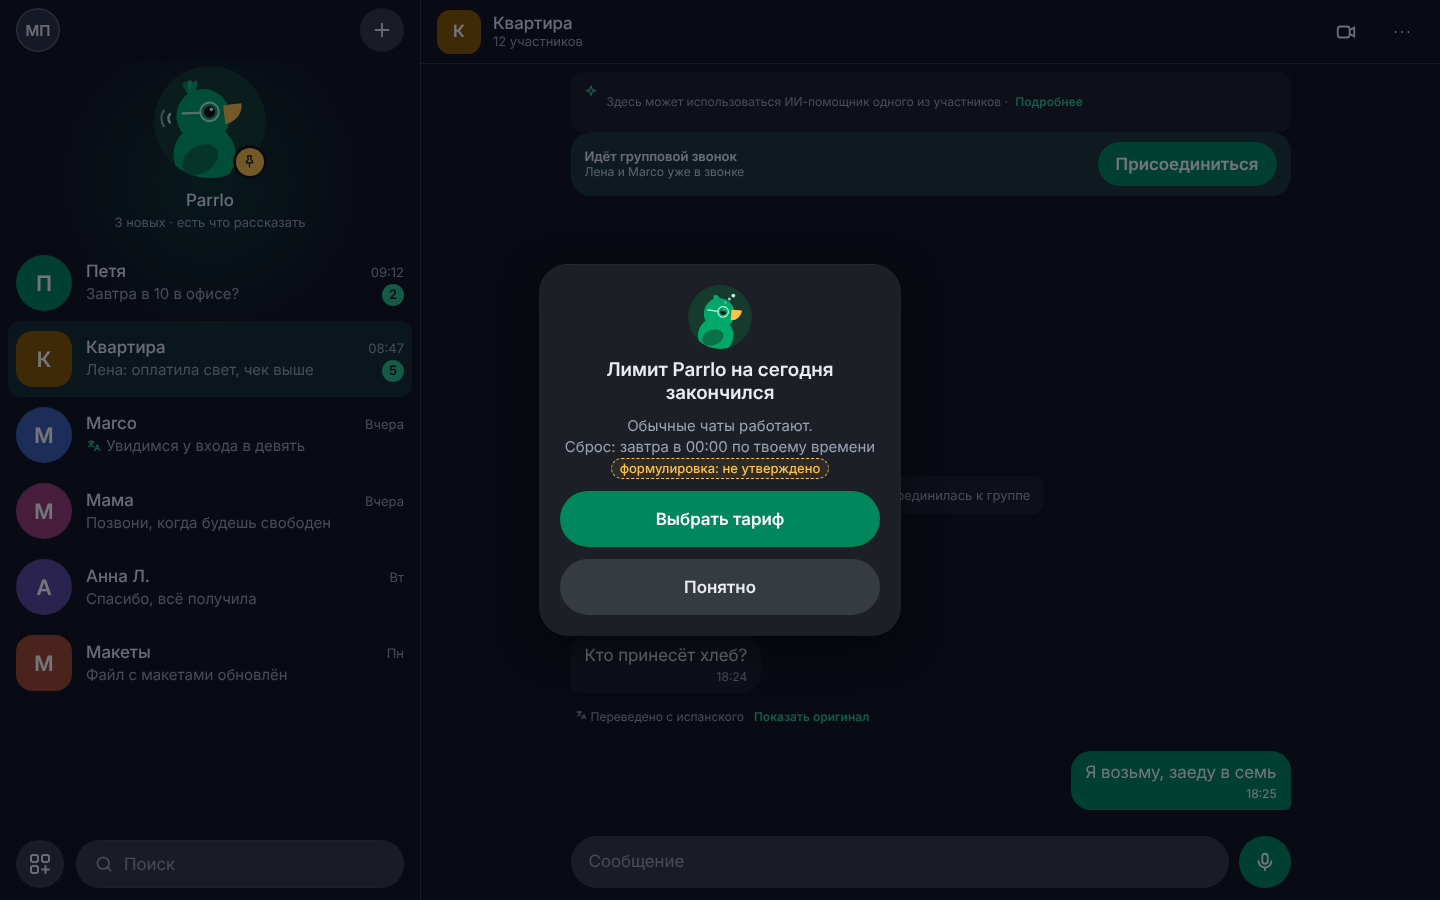 МП
Parrlo
3 новых · есть что рассказать
П
Петя
09:12
Завтра в 10 в офисе?
2
К
Квартира
08:47
Лена: оплатила свет, чек выше
5
M
Marco
Вчера
Увидимся у входа в девять
М
Мама
Вчера
Позвони, когда будешь свободен
А
Анна Л.
Вт
Спасибо, всё получила
М
Макеты
Пн
Файл с макетами обновлён
Поиск
К
Квартира
12 участников
Здесь может использоваться ИИ-помощник одного из участников · Подробнее
Идёт групповой звонок
Лена и Marco уже в звонке
Присоединиться
Лимит Parrlo на сегодня
закончился
Обычные чаты работают.
Сброс: завтра в 00:00 по твоему времени
формулировка: не утверждено
Выбрать тариф
Понятно
к группе
Кто принесёт хлеб?
18:24
Переведено с испанского Показать оригинал
Я возьму, заеду в семь
18:25
Сообщение